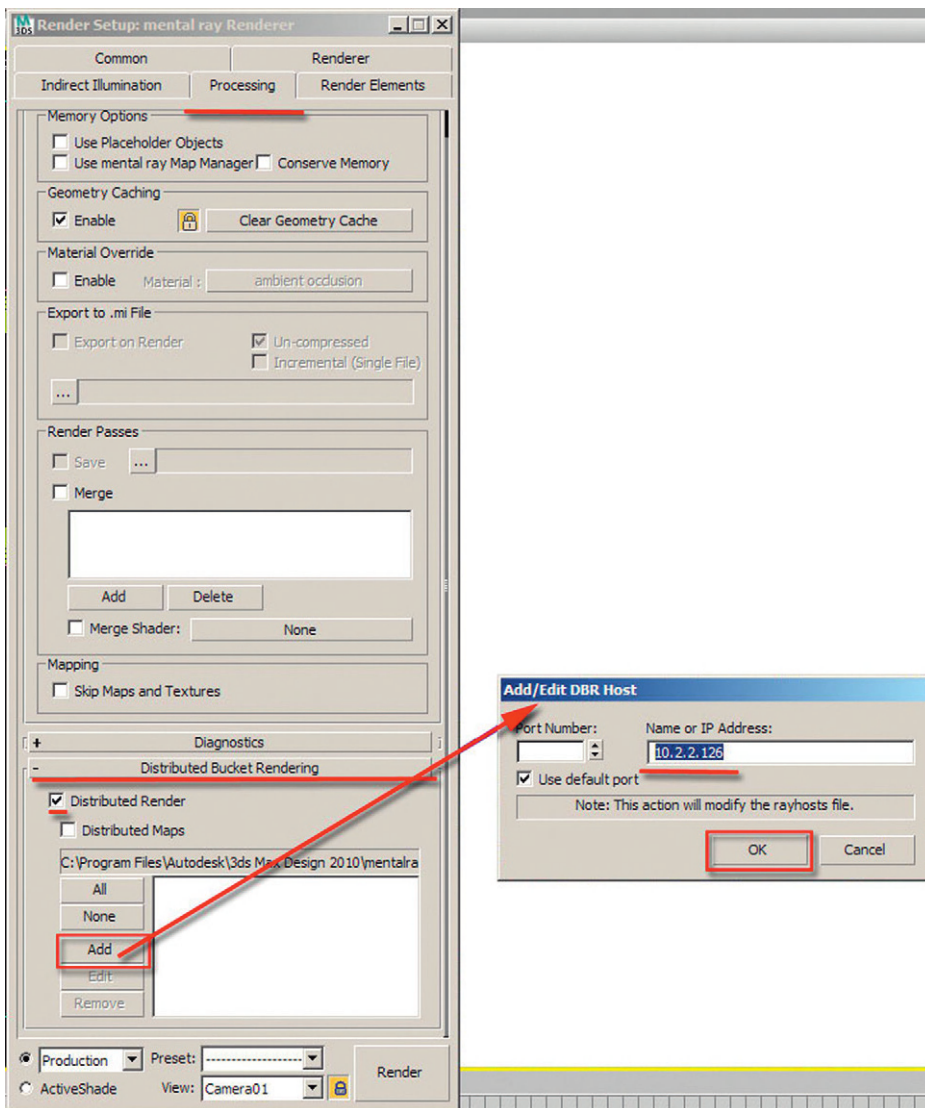 M
3DS
Render Setup: mental ray Renderer
Common
Renderer
Indirect Illumination
Processing
Render Elements
Memory Options
Use Placeholder Objects
Use mental ray Map Manager
Conserve Memory
Geometry Caching
Enable
Clear Geometry Cache
Material Override
Enable
Material :
ambient occlusion
Export to .mi File
Export on Render
Un-compressed
Incremental (Single File)
...
Render Passes
Save
...
Merge
Add
Delete
Merge Shader:
None
Mapping
Skip Maps and Textures
+ Diagnostics
- Distributed Bucket Rendering
Distributed Render
Distributed Maps
C:\Program Files\Autodesk\3ds Max Design 2010\mentalra
All
None
Add
Edit
Remove
Production
Preset:
--------------------
Render
ActiveShade
View:
Camera01
Add/Edit DBR Host
Port Number:
Name or IP Address:
10.2.2.126
Use default port
Note: This action will modify the rayhosts file.
OK
Cancel